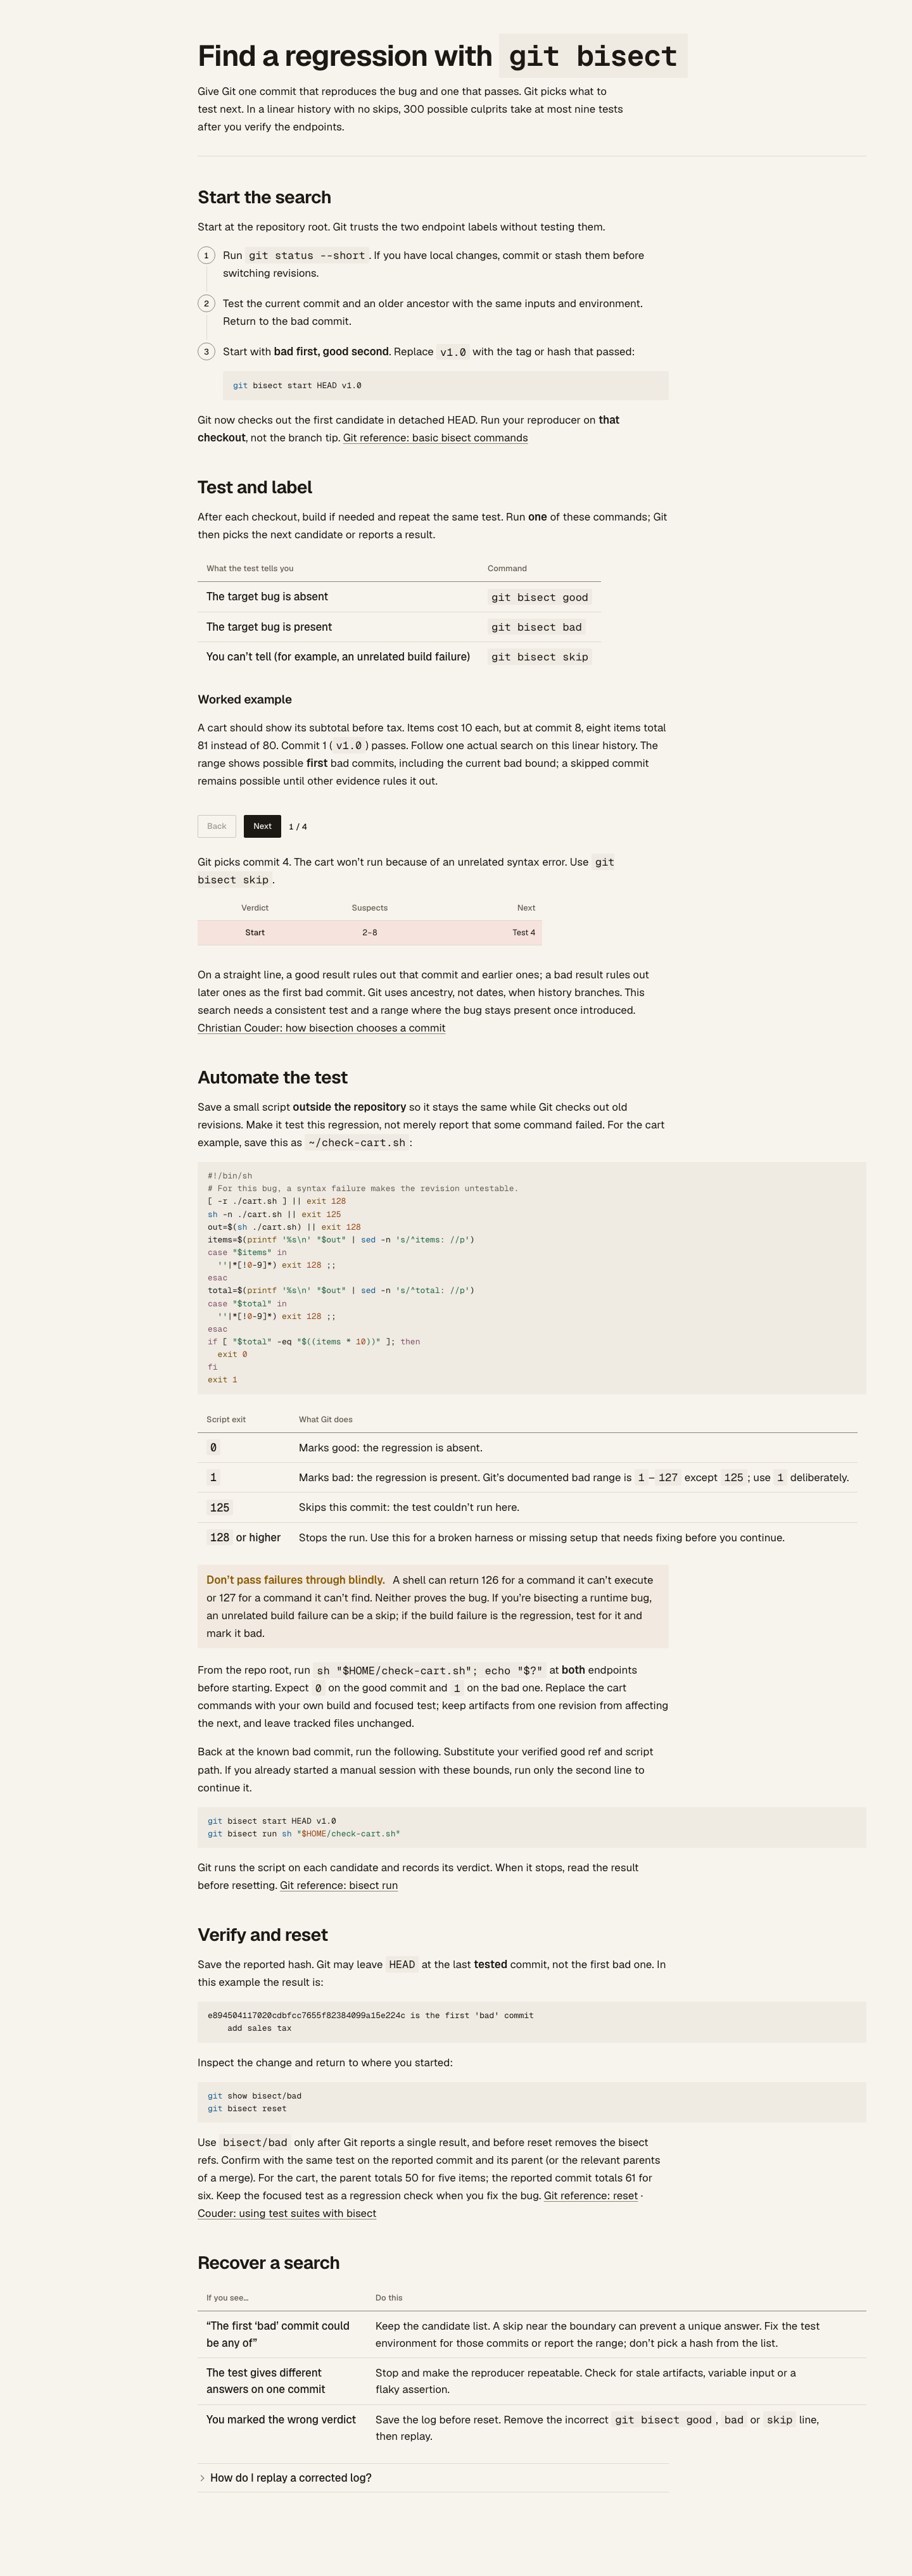 Find a regression with git bisect
Give Git one commit that reproduces the bug and one that passes. Git picks what to
test next. In a linear history with no skips, 300 possible culprits take at most nine tests
after you verify the endpoints.
Start the search
Start at the repository root. Git trusts the two endpoint labels without testing them.
1 Run git status --short. If you have local changes, commit or stash them before
switching revisions.
2 Test the current commit and an older ancestor with the same inputs and environment.
Return to the bad commit.
3 Start with bad first, good second. Replace v1.0 with the tag or hash that passed:
git bisect start HEAD v1.0
Git now checks out the first candidate in detached HEAD. Run your reproducer on that
checkout, not the branch tip. Git reference: basic bisect commands
Test and label
After each checkout, build if needed and repeat the same test. Run one of these commands; Git
then picks the next candidate or reports a result.
What the test tells you Command
The target bug is absent git bisect good
The target bug is present git bisect bad
You can’t tell (for example, an unrelated build failure) git bisect skip
Worked example
A cart should show its subtotal before tax. Items cost 10 each, but at commit 8, eight items total
81 instead of 80. Commit 1 (v1.0) passes. Follow one actual search on this linear history. The
range shows possible first bad commits, including the current bad bound; a skipped commit
remains possible until other evidence rules it out.
Back Next 1 / 4
Git picks commit 4. The cart won’t run because of an unrelated syntax error. Use git
bisect skip.
Verdict Suspects Next
Start 2–8 Test 4
On a straight line, a good result rules out that commit and earlier ones; a bad result rules out
later ones as the first bad commit. Git uses ancestry, not dates, when history branches. This
search needs a consistent test and a range where the bug stays present once introduced.
Christian Couder: how bisection chooses a commit
Automate the test
Save a small script outside the repository so it stays the same while Git checks out old
revisions. Make it test this regression, not merely report that some command failed. For the cart
example, save this as ~/check-cart.sh:
#!/bin/sh
# For this bug, a syntax failure makes the revision untestable.
[ -r ./cart.sh ] || exit 128
sh -n ./cart.sh || exit 125
out=$(sh ./cart.sh) || exit 128
items=$(printf '%s\n' "$out" | sed -n 's/^items: //p')
case "$items" in
''|*[!0-9]*) exit 128 ;;
esac
total=$(printf '%s\n' "$out" | sed -n 's/^total: //p')
case "$total" in
''|*[!0-9]*) exit 128 ;;
esac
if [ "$total" -eq "$((items * 10))" ]; then
exit 0
fi
exit 1
Script exit What Git does
0 Marks good: the regression is absent.
1 Marks bad: the regression is present. Git’s documented bad range is 1–127 except 125; use 1 deliberately.
125 Skips this commit: the test couldn’t run here.
128 or higher Stops the run. Use this for a broken harness or missing setup that needs fixing before you continue.
Don’t pass failures through blindly. A shell can return 126 for a command it can’t execute
or 127 for a command it can’t find. Neither proves the bug. If you’re bisecting a runtime bug,
an unrelated build failure can be a skip; if the build failure is the regression, test for it and
mark it bad.
From the repo root, run sh "$HOME/check-cart.sh"; echo "$?" at both endpoints
before starting. Expect 0 on the good commit and 1 on the bad one. Replace the cart
commands with your own build and focused test; keep artifacts from one revision from affecting
the next, and leave tracked files unchanged.
Back at the known bad commit, run the following. Substitute your verified good ref and script
path. If you already started a manual session with these bounds, run only the second line to
continue it.
git bisect start HEAD v1.0
git bisect run sh "$HOME/check-cart.sh"
Git runs the script on each candidate and records its verdict. When it stops, read the result
before resetting. Git reference: bisect run
Verify and reset
Save the reported hash. Git may leave HEAD at the last tested commit, not the first bad one. In
this example the result is:
e894504117020cdbfcc7655f82384099a15e224c is the first 'bad' commit
add sales tax
Inspect the change and return to where you started:
git show bisect/bad
git bisect reset
Use bisect/bad only after Git reports a single result, and before reset removes the bisect
refs. Confirm with the same test on the reported commit and its parent (or the relevant parents
of a merge). For the cart, the parent totals 50 for five items; the reported commit totals 61 for
six. Keep the focused test as a regression check when you fix the bug. Git reference: reset ·
Couder: using test suites with bisect
Recover a search
If you see… Do this
“The first ‘bad’ commit could
be any of” Keep the candidate list. A skip near the boundary can prevent a unique answer. Fix the test
environment for those commits or report the range; don’t pick a hash from the list.
The test gives different
answers on one commit Stop and make the reproducer repeatable. Check for stale artifacts, variable input or a
flaky assertion.
You marked the wrong verdict Save the log before reset. Remove the incorrect git bisect good, bad or skip line,
then replay.
How do I replay a corrected log?